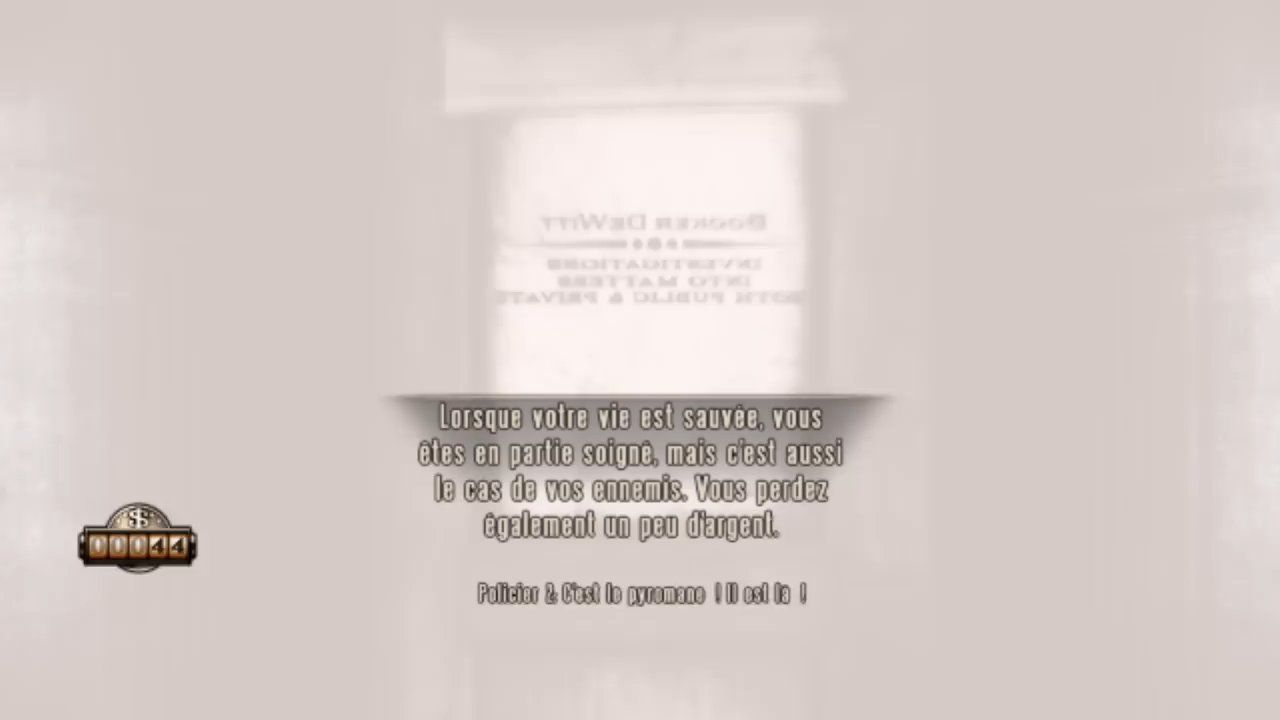 BOOKER DEWITT
INVESTIGATIONS
INTO MATTERS
BOTH PUBLIC & PRIVATE
Lorsque votre vie est sauvée, vous
êtes en partie soigné, mais c'est aussi
le cas de vos ennemis. Vous perdez
également un peu d'argent.
$$
00044
Policier 2: C'est le pyromane ! Il est là !